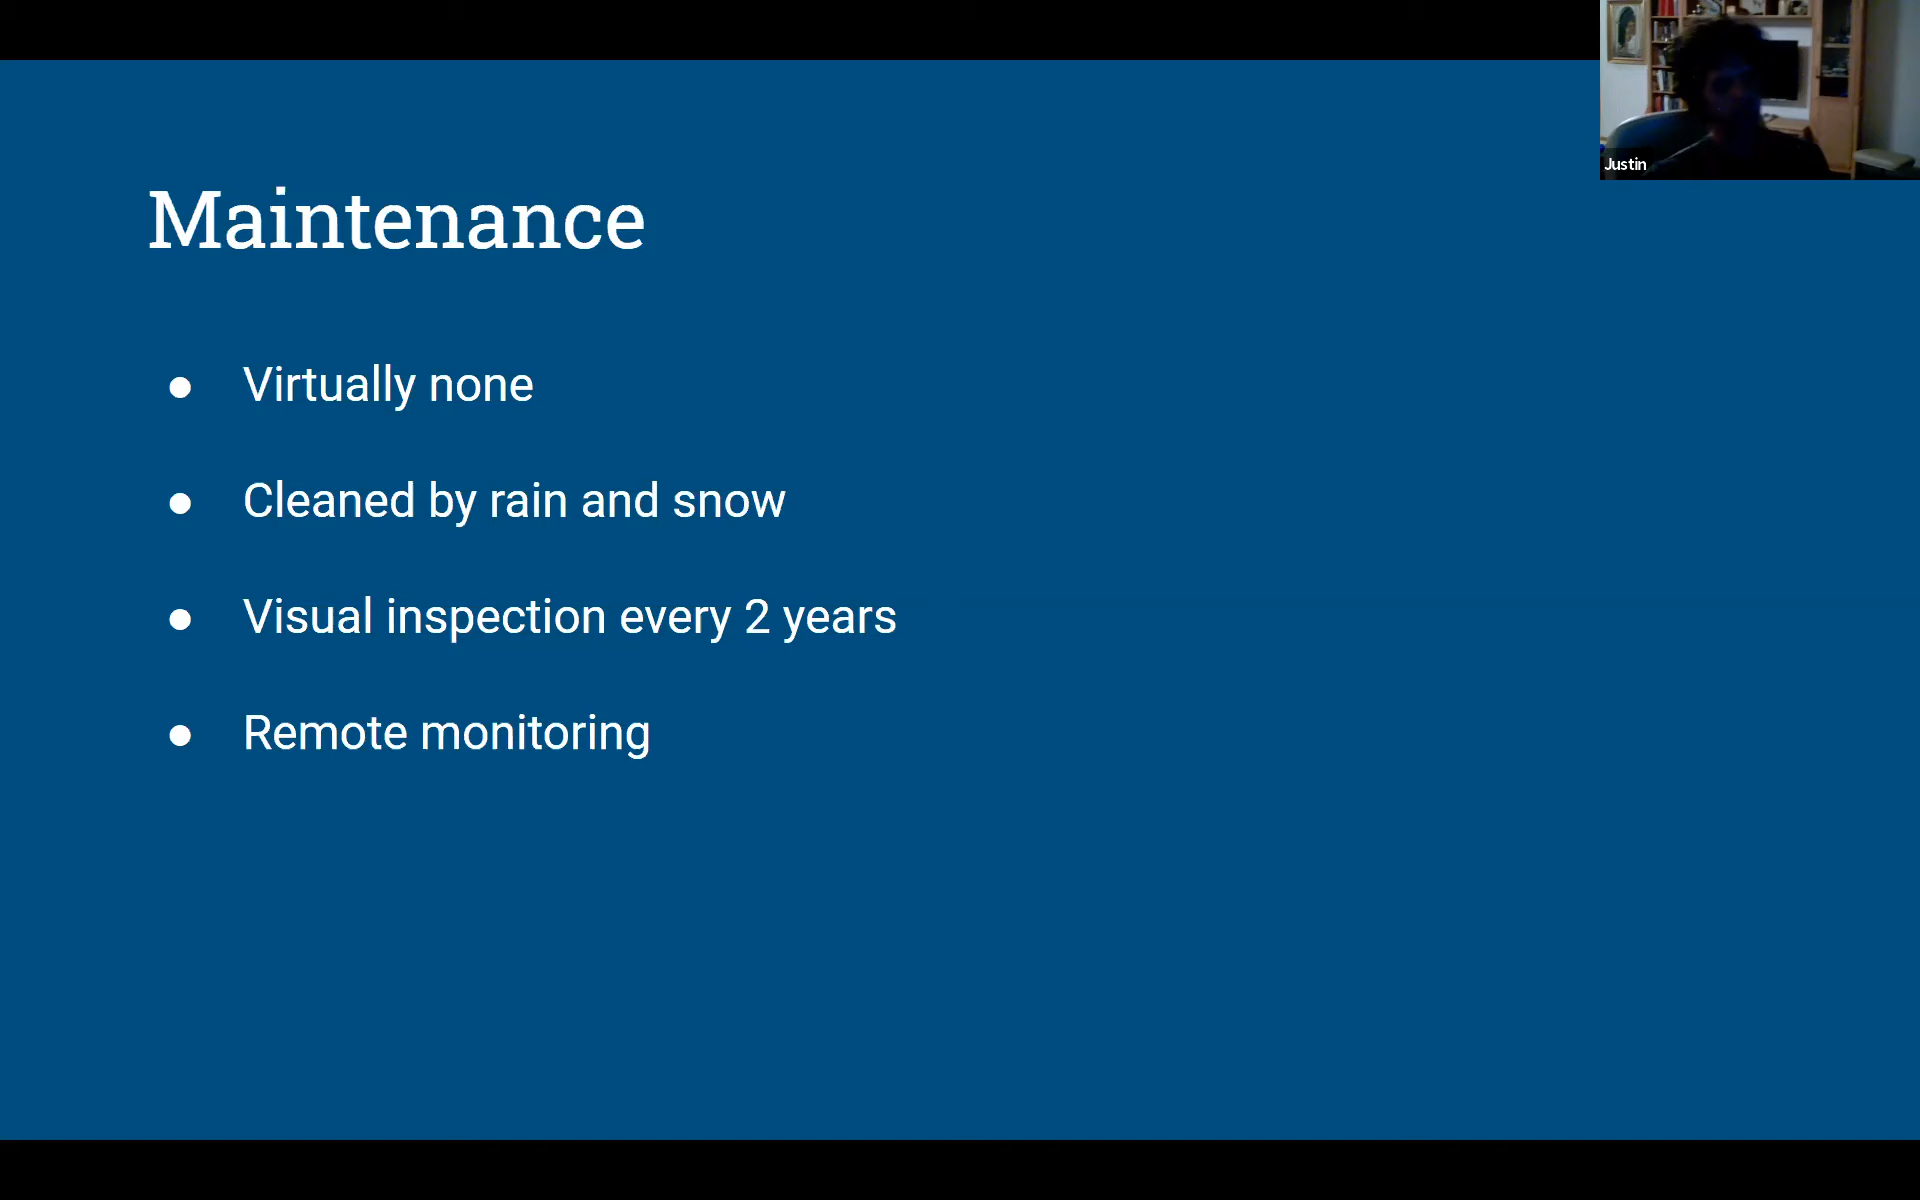 Maintenance
● Virtually none
● Cleaned by rain and snow
● Visual inspection every 2 years
● Remote monitoring
Justin